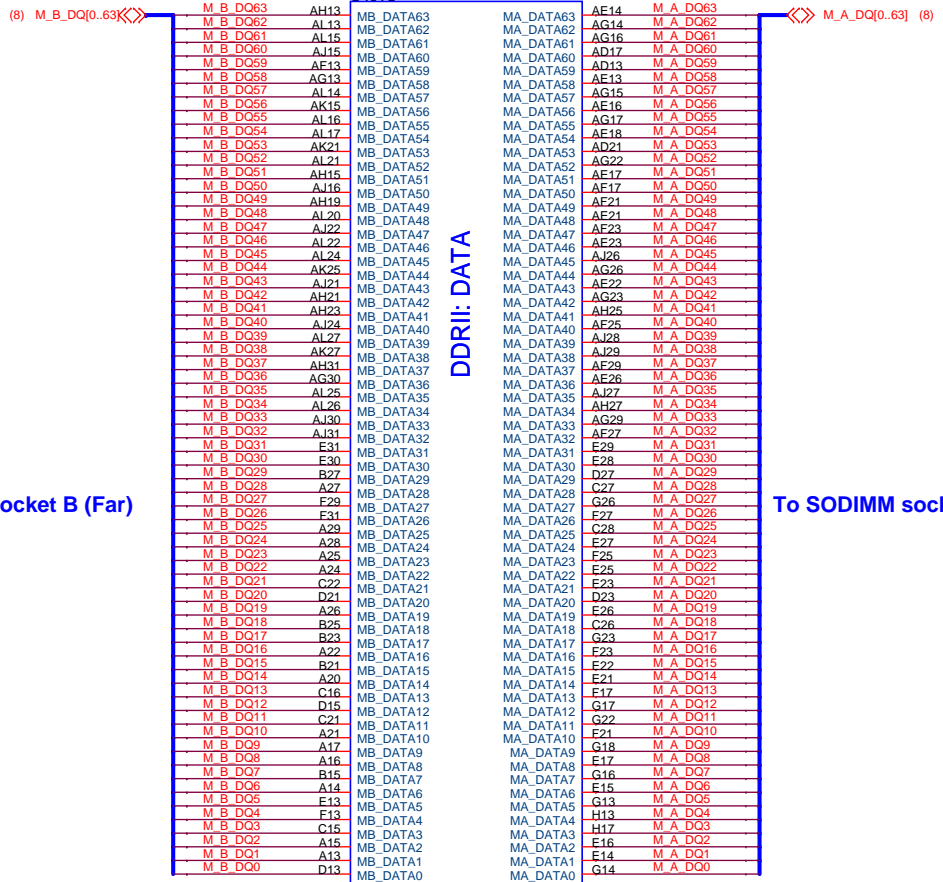 (8) M_B_DQ[0..63] M_A_DQ[0..63] (8)
M_B_DQ63 AH13 MB_DATA63 MA_DATA63 AE14 M_A_DQ63
M_B_DQ62 AL13 MB_DATA62 MA_DATA62 AG14 M_A_DQ62
M_B_DQ61 AL15 MB_DATA61 MA_DATA61 AG16 M_A_DQ61
M_B_DQ60 AJ15 MB_DATA60 MA_DATA60 AD17 M_A_DQ60
M_B_DQ59 AF13 MB_DATA59 MA_DATA59 AD13 M_A_DQ59
M_B_DQ58 AG13 MB_DATA58 MA_DATA58 AE13 M_A_DQ58
M_B_DQ57 AL14 MB_DATA57 MA_DATA57 AG15 M_A_DQ57
M_B_DQ56 AK15 MB_DATA56 MA_DATA56 AE16 M_A_DQ56
M_B_DQ55 AL16 MB_DATA55 MA_DATA55 AG17 M_A_DQ55
M_B_DQ54 AL17 MB_DATA54 MA_DATA54 AE18 M_A_DQ54
M_B_DQ53 AK21 MB_DATA53 MA_DATA53 AD21 M_A_DQ53
M_B_DQ52 AL21 MB_DATA52 MA_DATA52 AG22 M_A_DQ52
M_B_DQ51 AH15 MB_DATA51 MA_DATA51 AE17 M_A_DQ51
M_B_DQ50 AJ16 MB_DATA50 MA_DATA50 AF17 M_A_DQ50
M_B_DQ49 AH19 MB_DATA49 MA_DATA49 AF21 M_A_DQ49
M_B_DQ48 AL20 MB_DATA48 MA_DATA48 AE21 M_A_DQ48
M_B_DQ47 AJ22 MB_DATA47 MA_DATA47 AF23 M_A_DQ47
M_B_DQ46 AL22 MB_DATA46 MA_DATA46 AE23 M_A_DQ46
M_B_DQ45 AL24 MB_DATA45 MA_DATA45 AJ26 M_A_DQ45
M_B_DQ44 AK25 MB_DATA44 MA_DATA44 AG26 M_A_DQ44
M_B_DQ43 AJ21 MB_DATA43 MA_DATA43 AE22 M_A_DQ43
M_B_DQ42 AH21 MB_DATA42 MA_DATA42 AG23 M_A_DQ42
M_B_DQ41 AH23 MB_DATA41 MA_DATA41 AH25 M_A_DQ41
M_B_DQ40 AJ24 MB_DATA40 MA_DATA40 AF25 M_A_DQ40
M_B_DQ39 AL27 MB_DATA39 MA_DATA39 AJ28 M_A_DQ39
M_B_DQ38 AK27 MB_DATA38 MA_DATA38 AJ29 M_A_DQ38
M_B_DQ37 AH31 MB_DATA37 MA_DATA37 AF29 M_A_DQ37
M_B_DQ36 AG30 MB_DATA36 MA_DATA36 AE26 M_A_DQ36
M_B_DQ35 AL25 MB_DATA35 MA_DATA35 AJ27 M_A_DQ35
M_B_DQ34 AL26 MB_DATA34 MA_DATA34 AH27 M_A_DQ34
M_B_DQ33 AJ30 MB_DATA33 MA_DATA33 AG29 M_A_DQ33
M_B_DQ32 AJ31 MB_DATA32 MA_DATA32 AF27 M_A_DQ32
M_B_DQ31 E31 MB_DATA31 MA_DATA31 E29 M_A_DQ31
M_B_DQ30 E30 MB_DATA30 MA_DATA30 E28 M_A_DQ30
M_B_DQ29 B27 MB_DATA29 MA_DATA29 D27 M_A_DQ29
M_B_DQ28 A27 MB_DATA28 MA_DATA28 C27 M_A_DQ28
M_B_DQ27 F29 MB_DATA27 MA_DATA27 G26 M_A_DQ27
M_B_DQ26 F31 MB_DATA26 MA_DATA26 F27 M_A_DQ26
M_B_DQ25 A29 MB_DATA25 MA_DATA25 C28 M_A_DQ25
M_B_DQ24 A28 MB_DATA24 MA_DATA24 E27 M_A_DQ24
M_B_DQ23 A25 MB_DATA23 MA_DATA23 F25 M_A_DQ23
M_B_DQ22 A24 MB_DATA22 MA_DATA22 E25 M_A_DQ22
M_B_DQ21 C22 MB_DATA21 MA_DATA21 E23 M_A_DQ21
M_B_DQ20 D21 MB_DATA20 MA_DATA20 D23 M_A_DQ20
M_B_DQ19 A26 MB_DATA19 MA_DATA19 E26 M_A_DQ19
M_B_DQ18 B25 MB_DATA18 MA_DATA18 C26 M_A_DQ18
M_B_DQ17 B23 MB_DATA17 MA_DATA17 G23 M_A_DQ17
M_B_DQ16 A22 MB_DATA16 MA_DATA16 F23 M_A_DQ16
M_B_DQ15 B21 MB_DATA15 MA_DATA15 E22 M_A_DQ15
M_B_DQ14 A20 MB_DATA14 MA_DATA14 E21 M_A_DQ14
M_B_DQ13 C16 MB_DATA13 MA_DATA13 F17 M_A_DQ13
M_B_DQ12 D15 MB_DATA12 MA_DATA12 G17 M_A_DQ12
M_B_DQ11 C21 MB_DATA11 MA_DATA11 G22 M_A_DQ11
M_B_DQ10 A21 MB_DATA10 MA_DATA10 F21 M_A_DQ10
M_B_DQ9 A17 MB_DATA9 MA_DATA9 G18 M_A_DQ9
M_B_DQ8 A16 MB_DATA8 MA_DATA8 E17 M_A_DQ8
M_B_DQ7 B15 MB_DATA7 MA_DATA7 G16 M_A_DQ7
M_B_DQ6 A14 MB_DATA6 MA_DATA6 E15 M_A_DQ6
M_B_DQ5 E13 MB_DATA5 MA_DATA5 G13 M_A_DQ5
M_B_DQ4 F13 MB_DATA4 MA_DATA4 H13 M_A_DQ4
M_B_DQ3 C15 MB_DATA3 MA_DATA3 H17 M_A_DQ3
M_B_DQ2 A15 MB_DATA2 MA_DATA2 E16 M_A_DQ2
M_B_DQ1 A13 MB_DATA1 MA_DATA1 E14 M_A_DQ1
M_B_DQ0 D13 MB_DATA0 MA_DATA0 G14 M_A_DQ0
DDRII: DATA
ocket B (Far)
To SODIMM soc